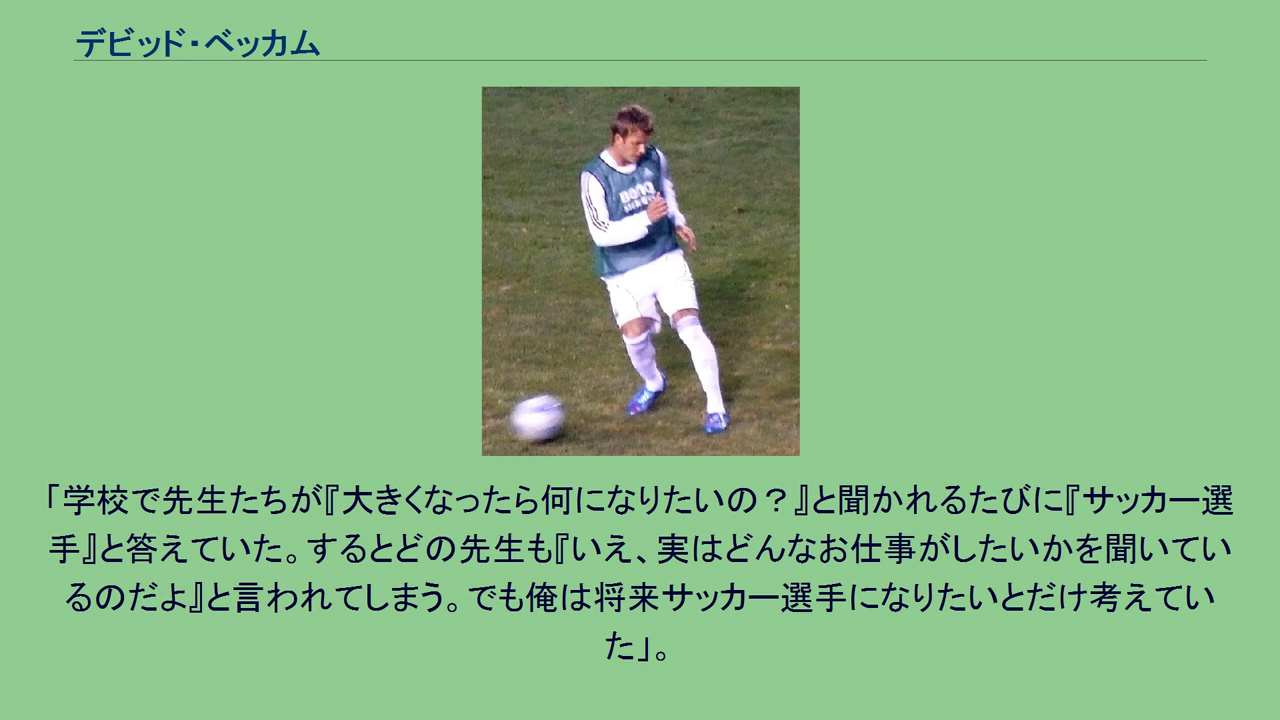 デビッド・ベッカム
「学校で先生たちが『大きくなったら何になりたいの？』と聞かれるたびに『サッカー選
手』と答えていた。するとどの先生も『いえ、実はどんなお仕事がしたいかを聞いてい
るのだよ』と言われてしまう。でも俺は将来サッカー選手になりたいとだけ考えてい
た」。